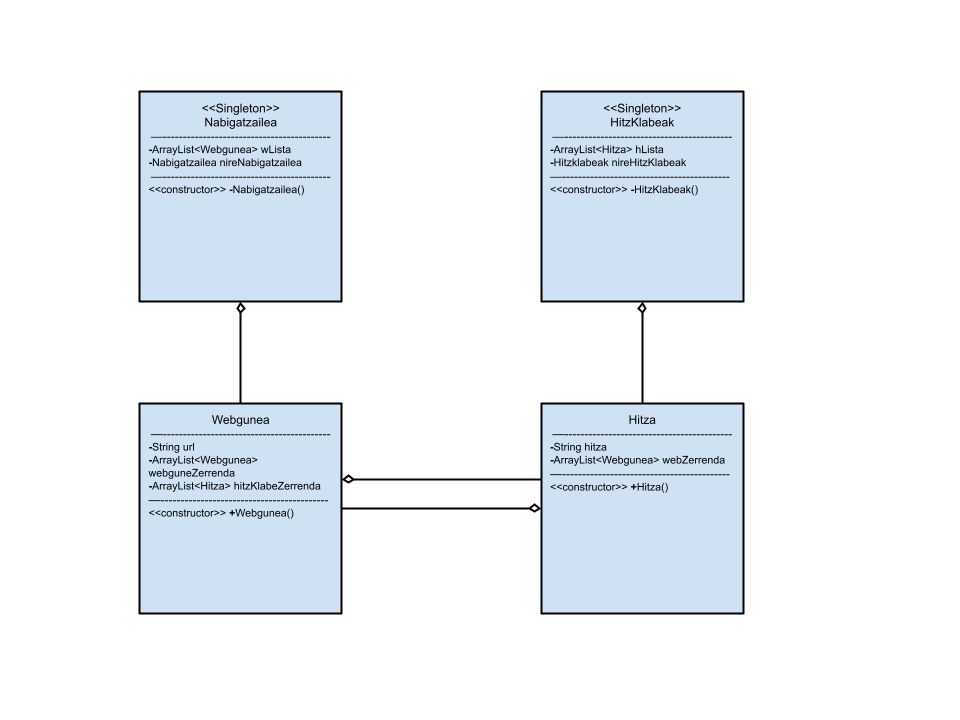 <<Singleton>>
Nabigatzailea
-ArrayList<Webgunea> wLista
-Nabigatzailea nireNabigatzailea
<<constructor>> -Nabigatzailea()
<<Singleton>>
HitzKlabeak
-ArrayList<Hitza> hLista
-Hitzklabeak nireHitzKlabeak
<<constructor>> -HitzKlabeak()
Webgunea
-String url
-ArrayList<Webgunea>
webguneZerrenda
-ArrayList<Hitza> hitzKlabeZerrenda
<<constructor>> +Webgunea()
Hitza
-String hitza
-ArrayList<Webgunea> webZerrenda
<<constructor>> +Hitza()